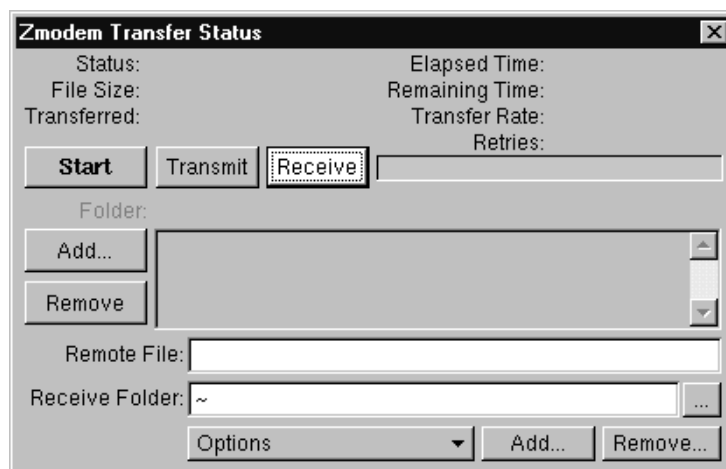 Zmodem Transfer Status
Status: Elapsed Time:
File Size: Remaining Time:
Transferred: Transfer Rate:
Retries:
Start Transmit Receive
Folder:
Add...
Remove
Remote File:
Receive Folder: ~ ...
Options Add... Remove...